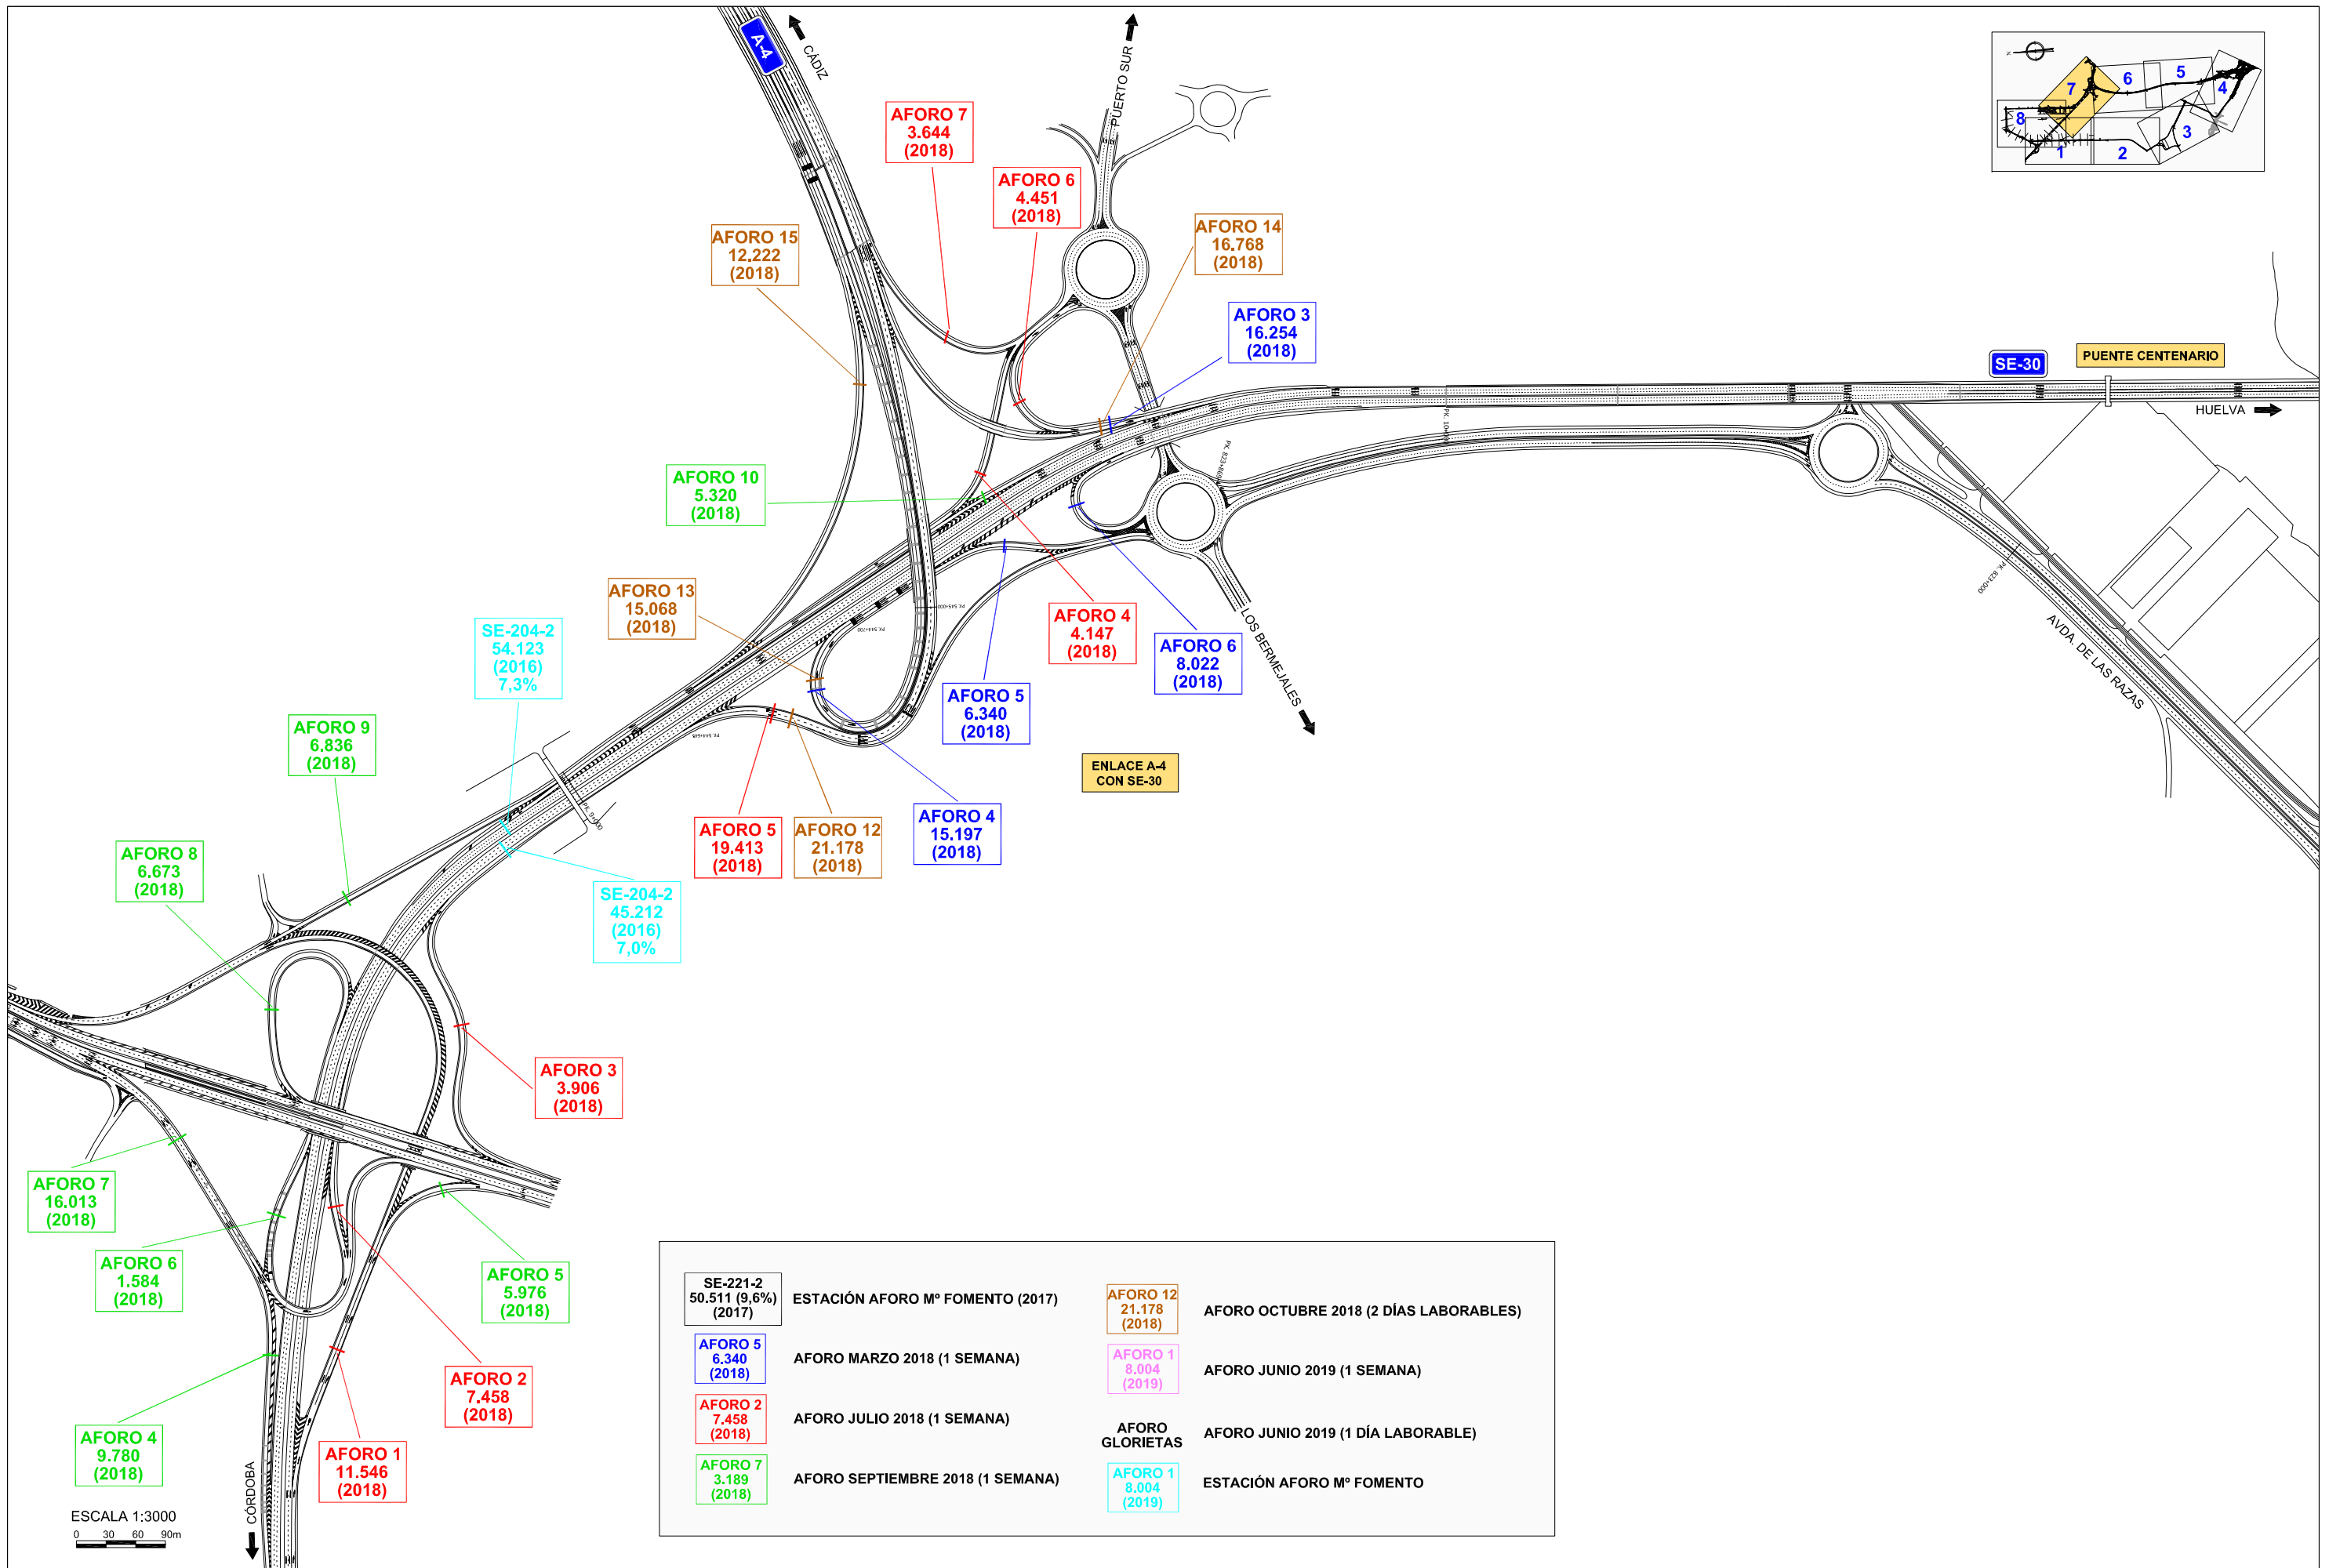 A-4
CÁDIZ
PUERTO SUR
N
7
6
5
4
8
3
1
2
AFORO 7
3.644
(2018)
AFORO 6
4.451
(2018)
AFORO 15
12.222
(2018)
AFORO 14
16.768
(2018)
AFORO 3
16.254
(2018)
SE-30
PUENTE CENTENARIO
HUELVA
AFORO 10
5.320
(2018)
AFORO 13
15.068
(2018)
SE-204-2
54.123
(2016)
7,3%
AFORO 4
4.147
(2018)
AFORO 6
8.022
(2018)
AFORO 5
6.340
(2018)
LOS BERMEJALES
AVDA. DE LAS RAZAS
PK. 823+000
PK. 545+000
PK. 544+700
PK. 9+000
AFORO 9
6.836
(2018)
ENLACE A-4
CON SE-30
AFORO 5
19.413
(2018)
AFORO 12
21.178
(2018)
AFORO 4
15.197
(2018)
AFORO 8
6.673
(2018)
SE-204-2
45.212
(2016)
7,0%
AFORO 3
3.906
(2018)
AFORO 7
16.013
(2018)
AFORO 6
1.584
(2018)
AFORO 5
5.976
(2018)
AFORO 2
7.458
(2018)
AFORO 4
9.780
(2018)
AFORO 1
11.546
(2018)
CÓRDOBA
ESCALA 1:3000
0 30 60 90m
SE-221-2
50.511 (9,6%)
(2017)
ESTACIÓN AFORO Mº FOMENTO (2017)
AFORO 5
6.340
(2018)
AFORO MARZO 2018 (1 SEMANA)
AFORO 2
7.458
(2018)
AFORO JULIO 2018 (1 SEMANA)
AFORO 7
3.189
(2018)
AFORO SEPTIEMBRE 2018 (1 SEMANA)
AFORO 12
21.178
(2018)
AFORO OCTUBRE 2018 (2 DÍAS LABORABLES)
AFORO 1
8.004
(2019)
AFORO JUNIO 2019 (1 SEMANA)
AFORO
GLORIETAS
AFORO JUNIO 2019 (1 DÍA LABORABLE)
AFORO 1
8.004
(2019)
ESTACIÓN AFORO Mº FOMENTO